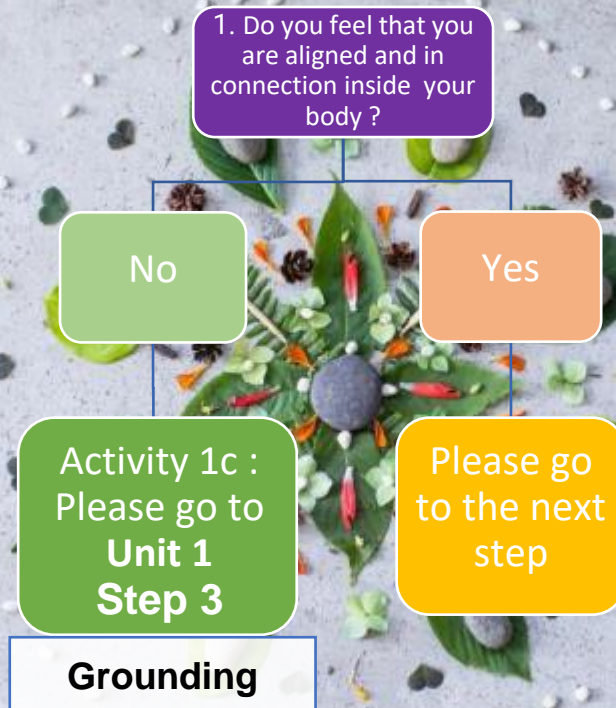 1. Do you feel that you
are aligned and in
connection inside  your
body ?
No
Yes
Activity 1c :
Please go to
Unit 1
Step 3
Please go
to the next
step
Grounding